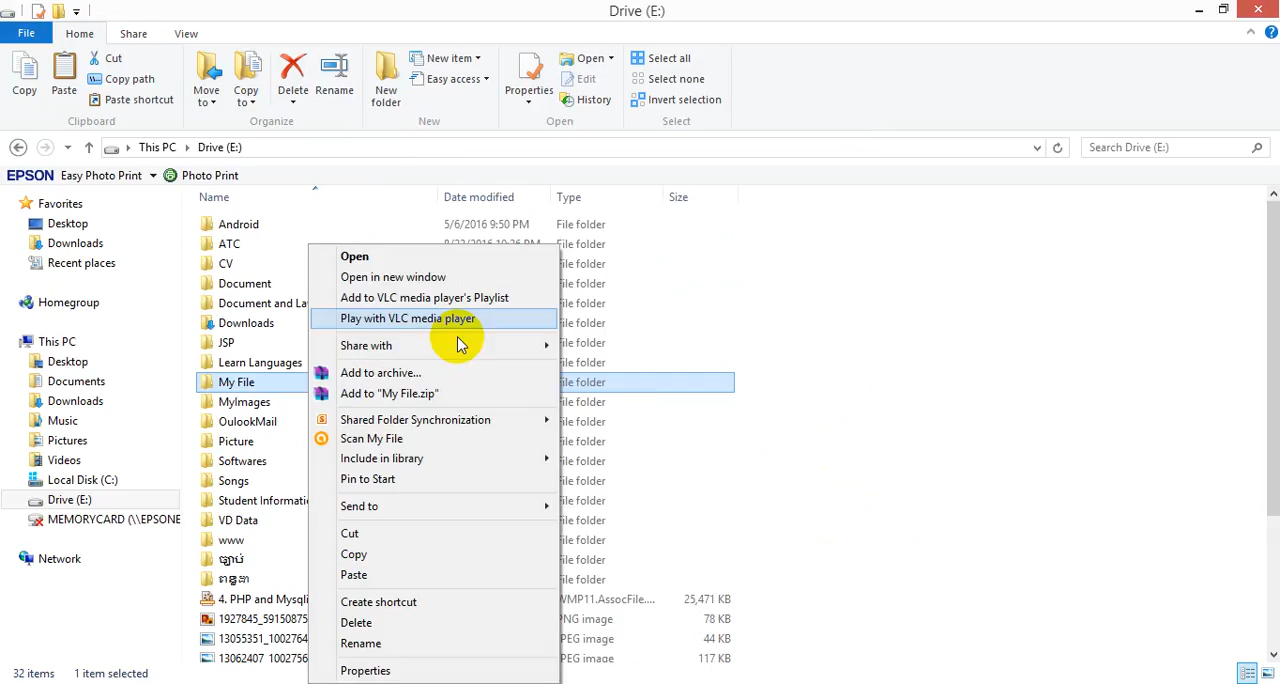 Drive (E:)
File Home Share View
Copy Paste Cut Copy path Paste shortcut Clipboard
Move to Copy to Delete Rename Organize
New folder New item Easy access New
Properties Open Edit History Open
Select all Select none Invert selection Select
This PC Drive (E:) Search Drive (E:)
EPSON Easy Photo Print Photo Print
Name Date modified Type Size
Favorites
Desktop
Downloads
Recent places
Homegroup
This PC
Desktop
Documents
Downloads
Music
Pictures
Videos
Local Disk (C:)
Drive (E:)
MEMORYCARD (\\EPSONE
Network
Android 5/6/2016 9:50 PM File folder
ATC File folder
CV File folder
Document File folder
Document and La File folder
Downloads File folder
JSP File folder
Learn Languages File folder
My File File folder
MyImages File folder
OulookMail File folder
Picture File folder
Softwares File folder
Songs File folder
Student Informati File folder
VD Data File folder
www File folder
ច្បាប់ File folder
File folder
4. PHP and Mysqli WMP11.AssocFile.... 25,471 KB
1927845_59150875 PNG image 78 KB
13055351_1002764 JPEG image 44 KB
13062407_1002756 JPEG image 117 KB
Open
Open in new window
Add to VLC media player's Playlist
Play with VLC media player
Share with
Add to archive...
Add to "My File.zip"
Shared Folder Synchronization
Scan My File
Include in library
Pin to Start
Send to
Cut
Copy
Paste
Create shortcut
Delete
Rename
Properties
32 items 1 item selected